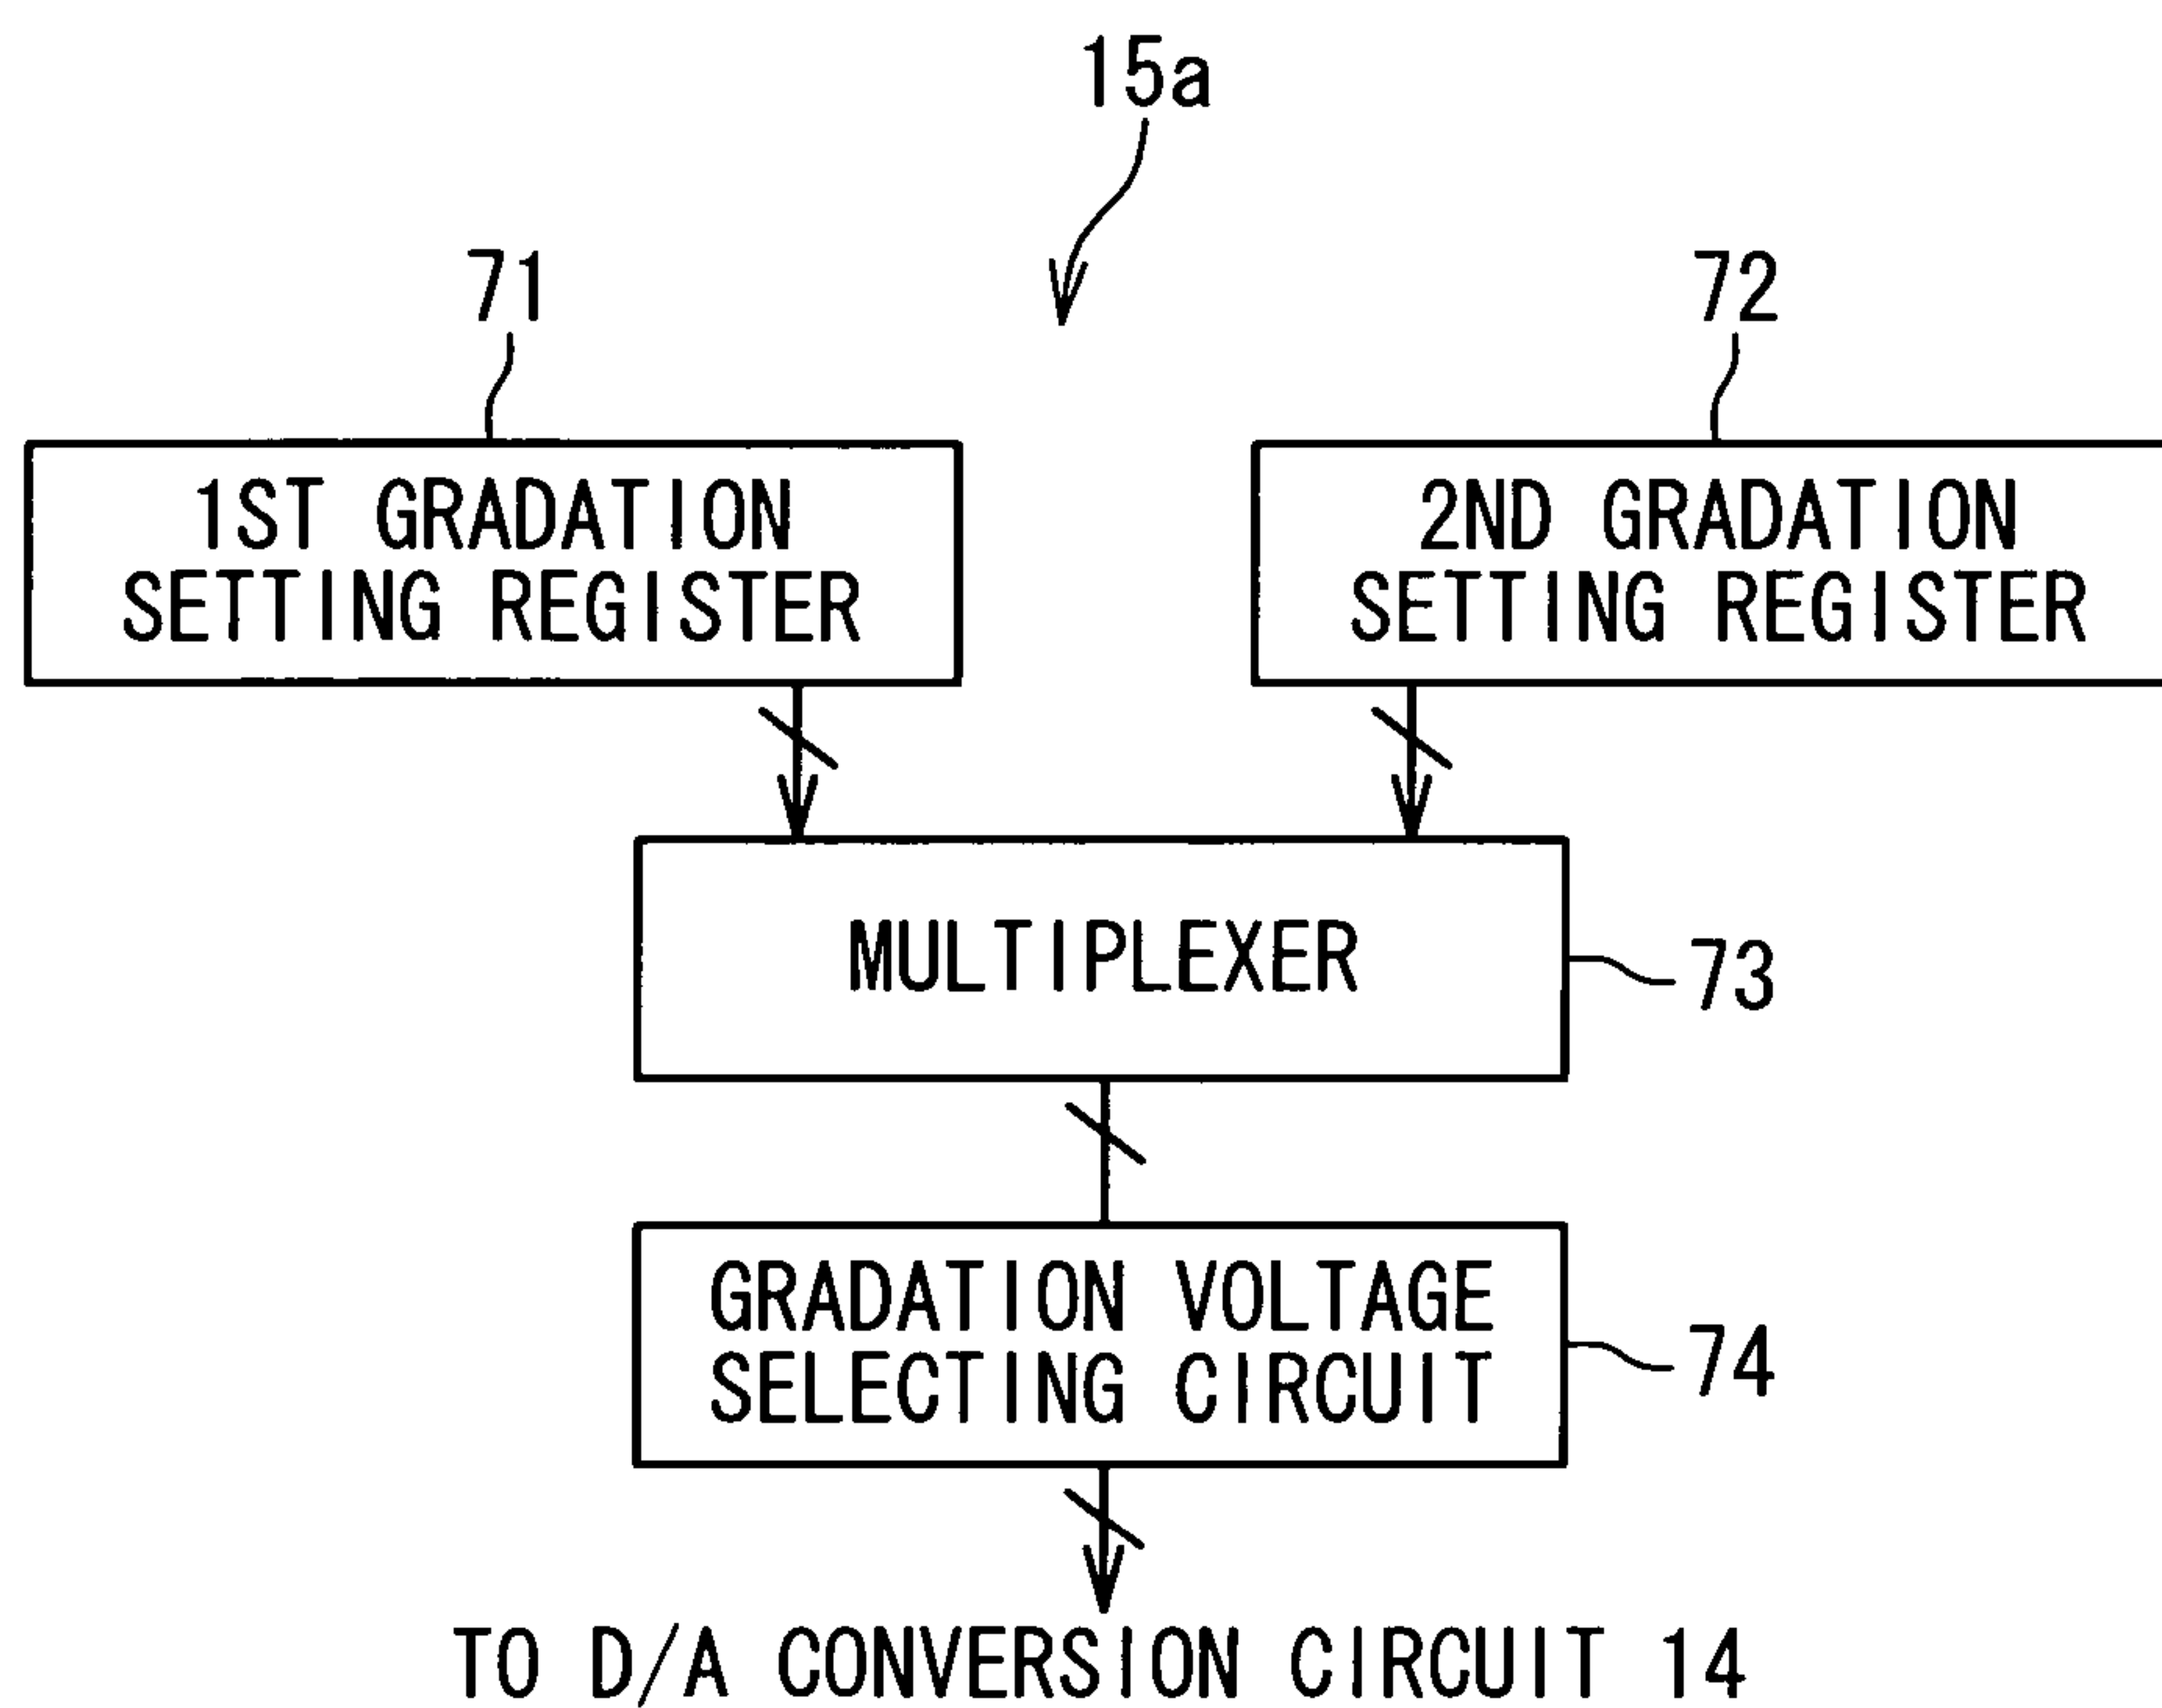 15a
71
72
1ST GRADATION
SETTING REGISTER
2ND GRADATION
SETTING REGISTER
MULTIPLEXER
73
GRADATION VOLTAGE
SELECTING CIRCUIT
74
TO D/A CONVERSION CIRCUIT 14